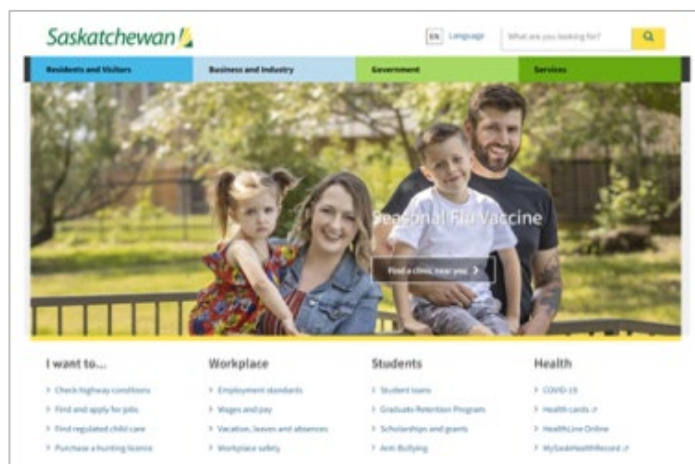 Saskatchewan
EN Language What are you looking for?
Residents and Visitors Business and Industry Government Services
Seasonal Flu Vaccine
Find a clinic near you >
I want to... Workplace Students Health
> Check highway conditions > Employment standards > Student loans > COVID-19
> Find and apply for jobs > Wages and pay > Graduate Retention Program > Health cards
> Find regulated child care > Vacation, leaves and absences > Scholarships and grants > HealthLine Online
> Purchase a hunting licence > Workplace safety > Anti-Bullying > MySaskHealthRecord